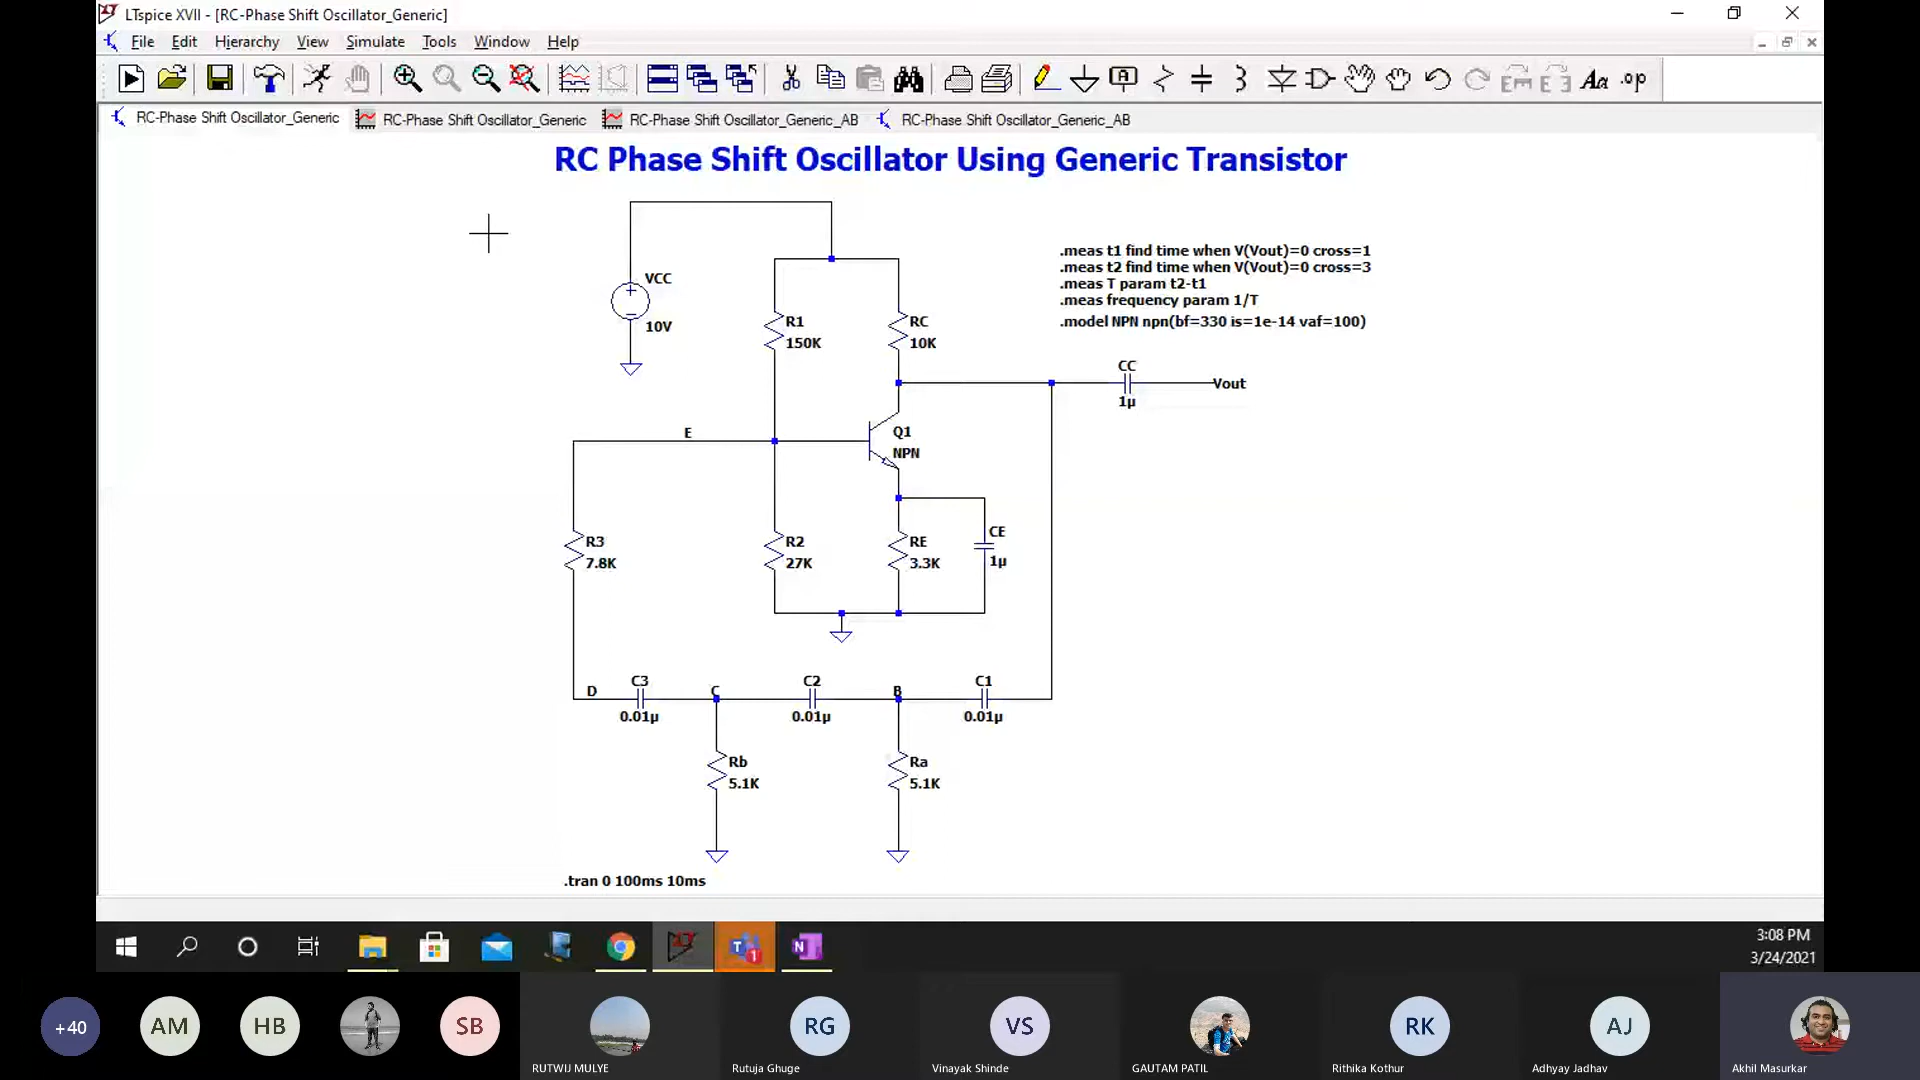 LTspice XVII - [RC-Phase Shift Oscillator_Generic]
File Edit Hierarchy View Simulate Tools Window Help
RC-Phase Shift Oscillator_Generic RC-Phase Shift Oscillator_Generic RC-Phase Shift Oscillator_Generic_AB RC-Phase Shift Oscillator_Generic_AB
RC Phase Shift Oscillator Using Generic Transistor
.meas t1 find time when V(Vout)=0 cross=1
.meas t2 find time when V(Vout)=0 cross=3
.meas T param t2-t1
.meas frequency param 1/T
.model NPN npn(bf=330 is=1e-14 vaf=100)
VCC
10V
R1
150K
RC
10K
CC
1µ
Vout
E
Q1
NPN
R3
7.8K
R2
27K
RE
3.3K
CE
1µ
D
C3
0.01µ
C
C2
0.01µ
B
C1
0.01µ
Rb
5.1K
Ra
5.1K
.tran 0 100ms 10ms
3:08 PM
3/24/2021
+40 AM HB SB RG VS RK AJ
RUTWIJ MULYE Rutuja Ghuge Vinayak Shinde GAUTAM PATIL Rithika Kothur Adhyay Jadhav Akhil Masurkar